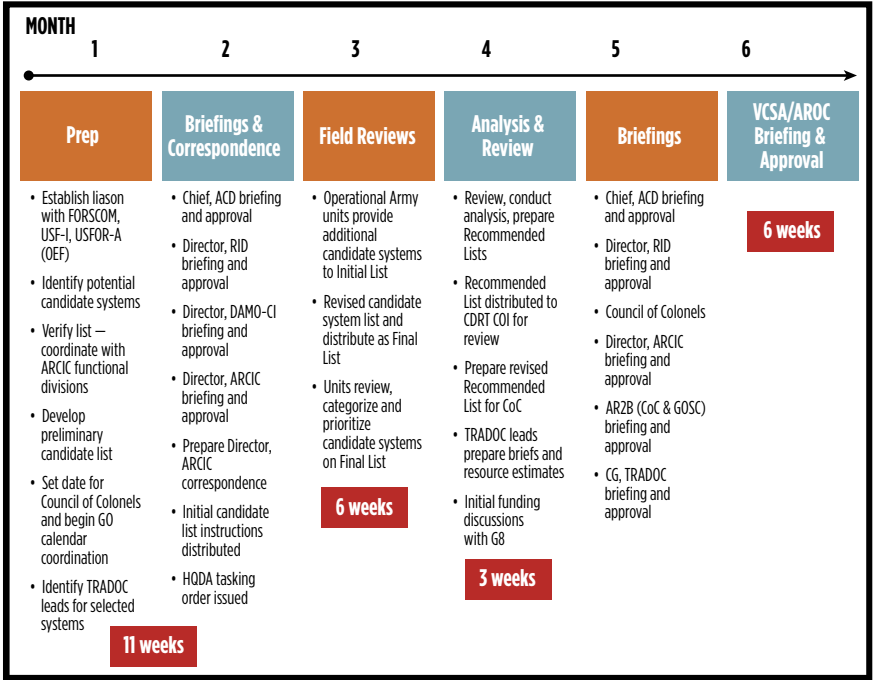 MONTH
1 2 3 4 5 6
Prep
• Establish liason
with FORSCOM,
USF-I, USFOR-A
(OEF)
• Identify potential
candidate systems
• Verify list –
coordinate with
ARCIC functional
divisions
• Develop
preliminary
candidate list
• Set date for
Council of Colonels
and begin GO
calendar
coordination
• Identify TRADOC
leads for selected
systems
11 weeks
Briefings &
Correspondence
• Chief, ACD briefing
and approval
• Director, RID
briefing and
approval
• Director, DAMO-CI
briefing and
approval
• Director, ARCIC
briefing and
approval
• Prepare Director,
ARCIC
correspondence
• Initial candidate
list instructions
distributed
• HQDA tasking
order issued
Field Reviews
• Operational Army
units provide
additional
candidate systems
to Initial List
• Revised candidate
system list and
distribute as Final
List
• Units review,
categorize and
prioritize
candidate systems
on Final List
6 weeks
Analysis &
Review
• Review, conduct
analysis, prepare
Recommended
Lists
• Recommended
List distributed to
CDRT COI for
review
• Prepare revised
Recommended
List for CoC
• TRADOC leads
prepare briefs and
resource estimates
• Initial funding
discussions
with G8
3 weeks
Briefings
• Chief, ACD briefing
and approval
• Director, RID
briefing and
approval
• Council of Colonels
• Director, ARCIC
briefing and
approval
• AR2B (CoC & GOSC)
briefing and
approval
• CG, TRADOC
briefing and
approval
VCSA/AROC
Briefing &
Approval
6 weeks